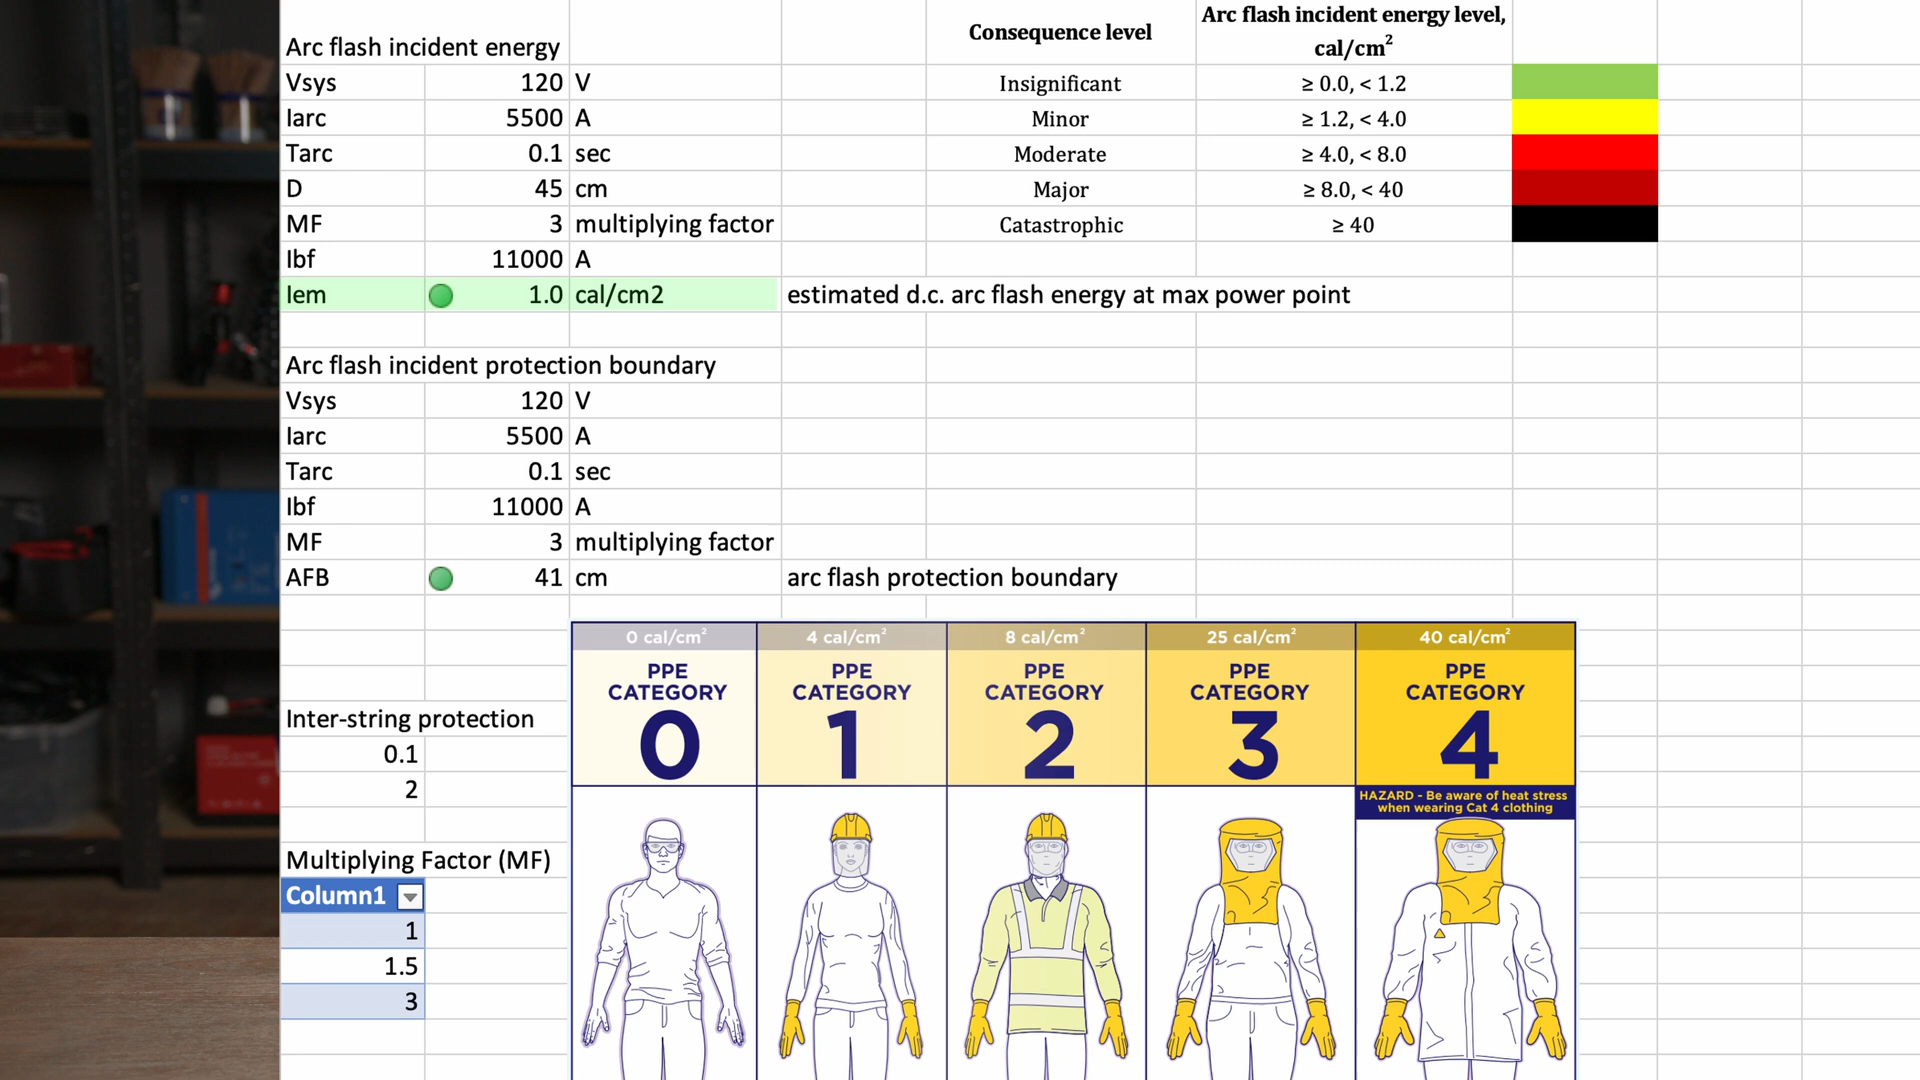 Arc flash incident energy
Consequence level
Arc flash incident energy level,
cal/cm²
Vsys 120 V
Insignificant ≥ 0.0, < 1.2
Iarc 5500 A
Minor ≥ 1.2, < 4.0
Tarc 0.1 sec
Moderate ≥ 4.0, < 8.0
D 45 cm
Major ≥ 8.0, < 40
MF 3 multiplying factor
Catastrophic ≥ 40
Ibf 11000 A
Iem 1.0 cal/cm2 estimated d.c. arc flash energy at max power point
Arc flash incident protection boundary
Vsys 120 V
Iarc 5500 A
Tarc 0.1 sec
Ibf 11000 A
MF 3 multiplying factor
AFB 41 cm arc flash protection boundary
Inter-string protection
0.1
2
Multiplying Factor (MF)
Column1
1
1.5
3
0 cal/cm²
PPE
CATEGORY
0
4 cal/cm²
PPE
CATEGORY
1
8 cal/cm²
PPE
CATEGORY
2
25 cal/cm²
PPE
CATEGORY
3
40 cal/cm²
PPE
CATEGORY
4
HAZARD - Be aware of heat stress
when wearing Cat 4 clothing